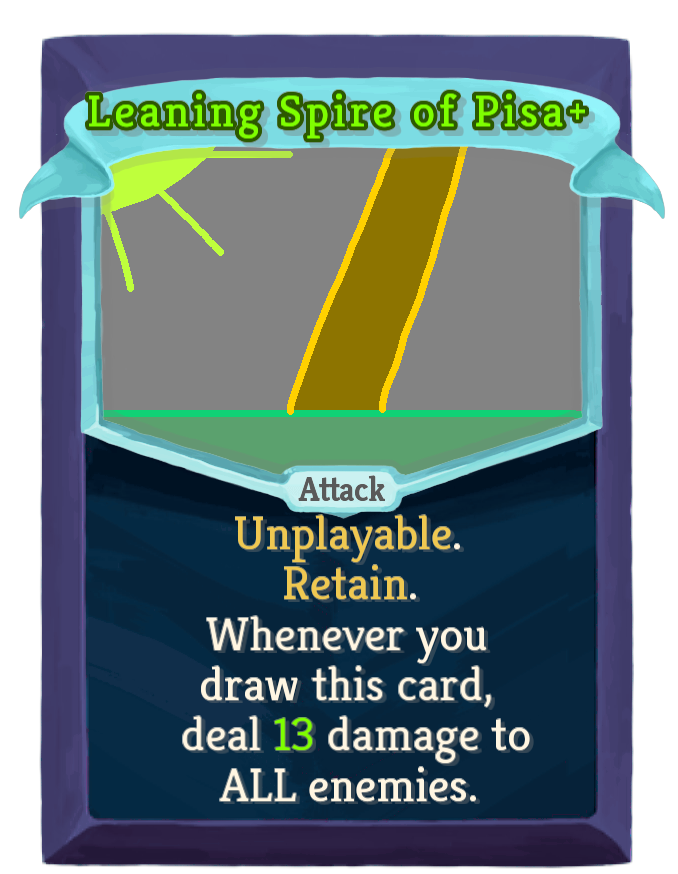 Leaning Spire of Pisa+
Attack
Unplayable.
Retain.
Whenever you
draw this card,
deal 13 damage to
ALL enemies.